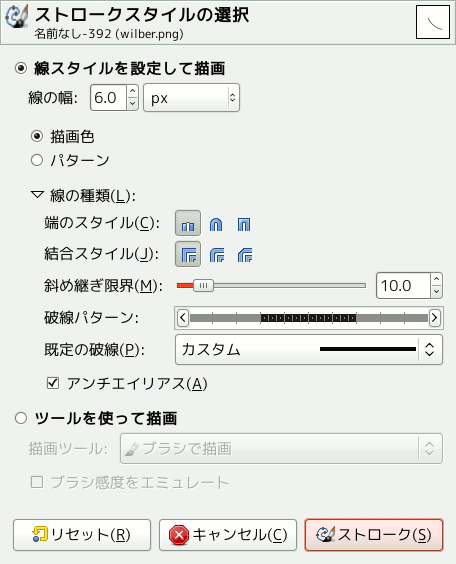 ストロークスタイルの選択
名前なし-392 (wilber.png)
線スタイルを設定して描画
線の幅: 6.0 px
描画色
パターン
線の種類(L):
端のスタイル(C):
結合スタイル(J):
斜め継ぎ限界(M): 10.0
破線パターン:
既定の破線(P): カスタム
アンチエイリアス(A)
ツールを使って描画
描画ツール: ブラシで描画
ブラシ感度をエミュレート
リセット(R) キャンセル(C) ストローク(S)